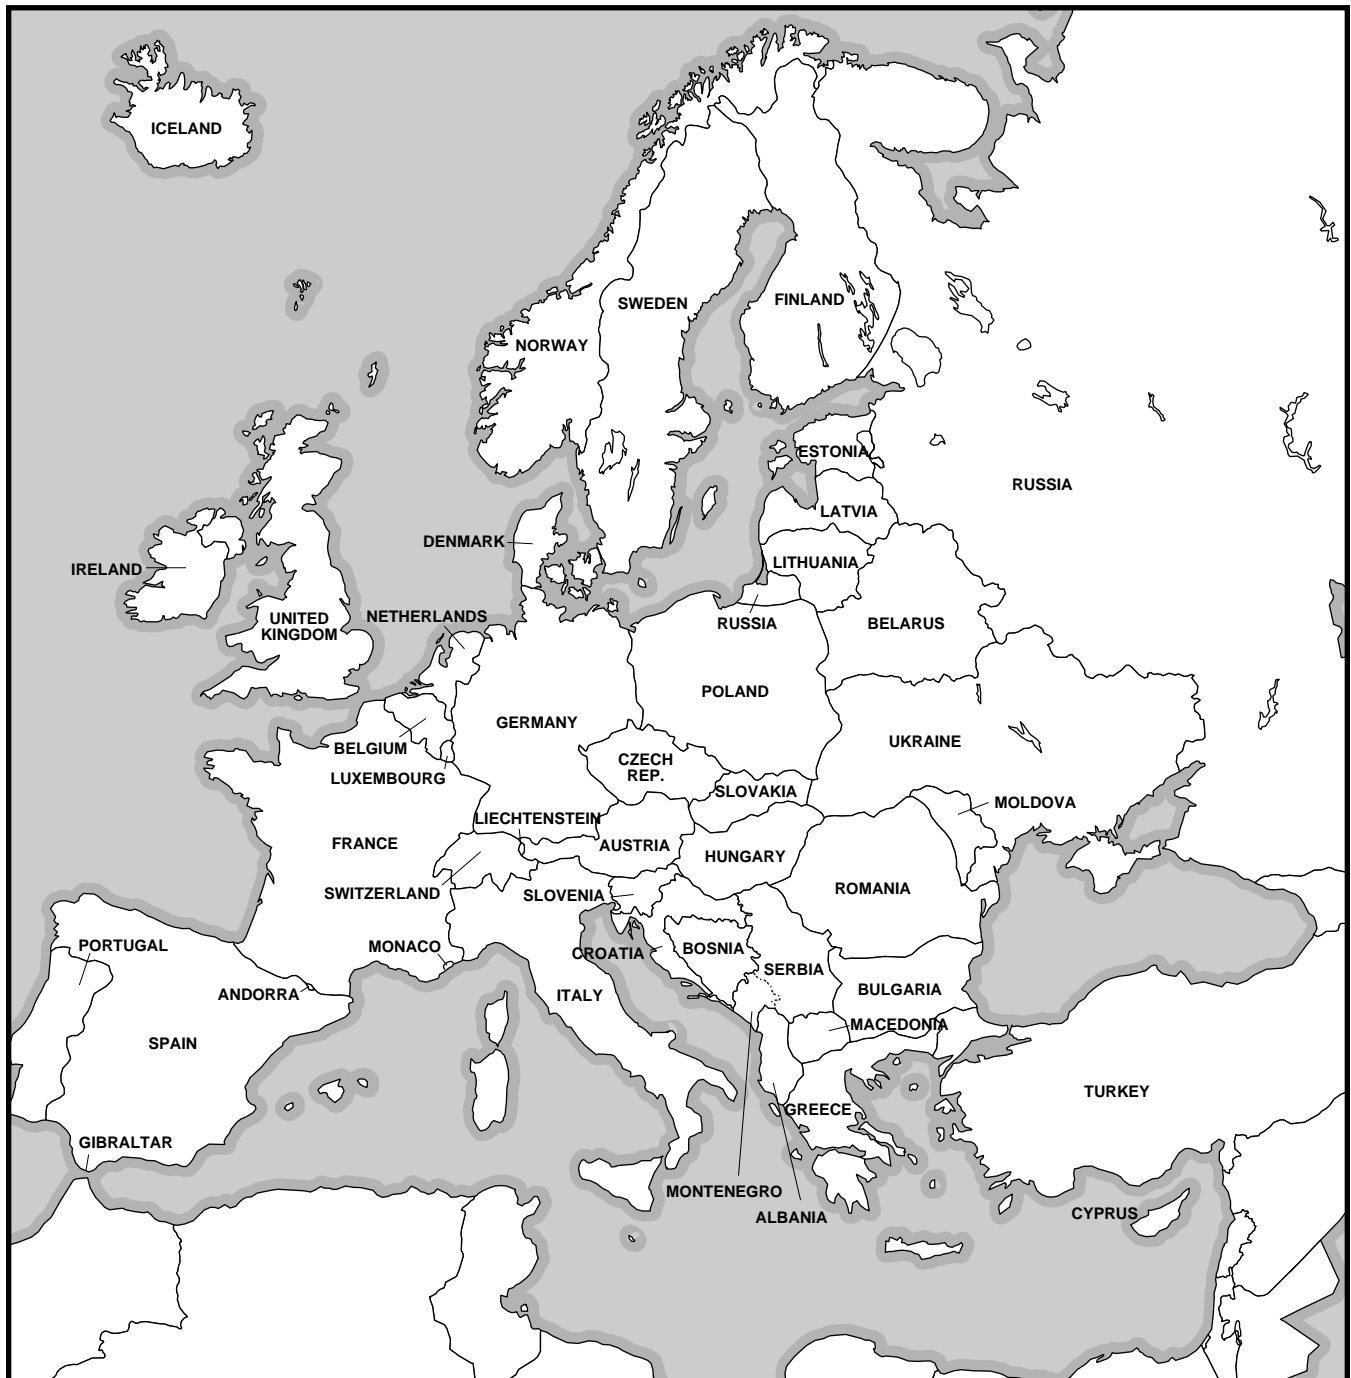 ICELAND
SWEDEN
FINLAND
NORWAY
ESTONIA
RUSSIA
LATVIA
DENMARK
LITHUANIA
IRELAND
NETHERLANDS
UNITED
KINGDOM
RUSSIA
BELARUS
POLAND
GERMANY
UKRAINE
BELGIUM
CZECH
REP.
LUXEMBOURG
SLOVAKIA
MOLDOVA
LIECHTENSTEIN
FRANCE
AUSTRIA
HUNGARY
ROMANIA
SWITZERLAND
SLOVENIA
PORTUGAL
MONACO
CROATIA
BOSNIA
SERBIA
ANDORRA
ITALY
BULGARIA
MACEDONIA
SPAIN
TURKEY
GREECE
GIBRALTAR
MONTENEGRO
ALBANIA
CYPRUS